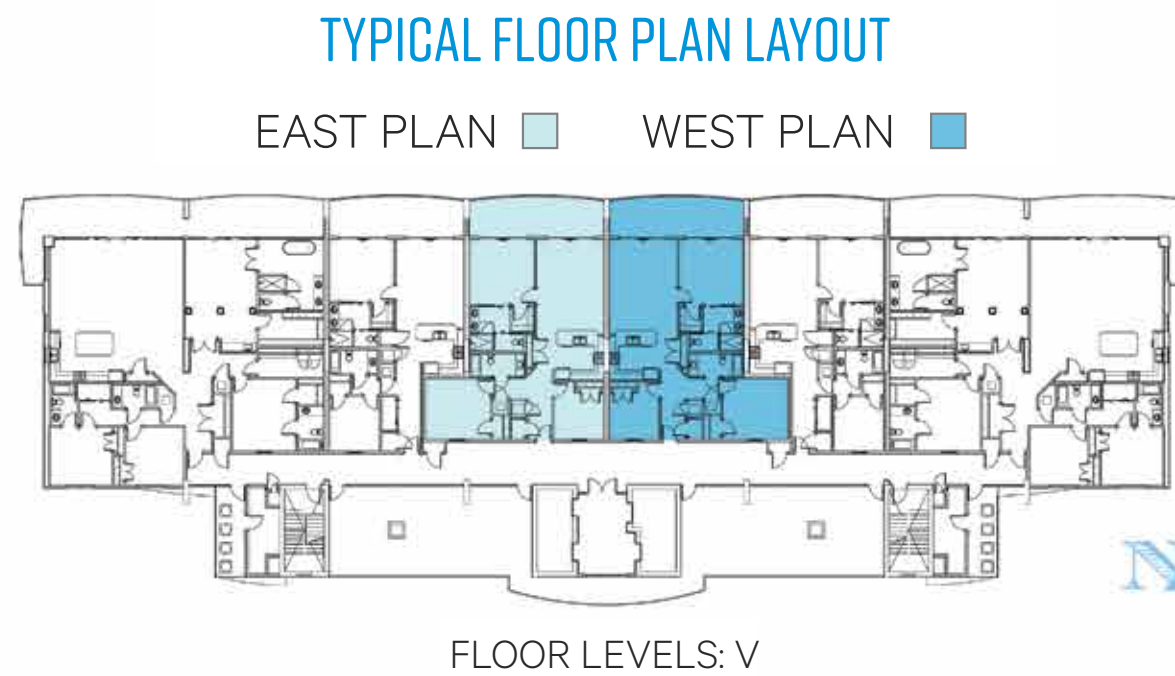 TYPICAL FLOOR PLAN LAYOUT
EAST PLAN WEST PLAN
N
FLOOR LEVELS: V